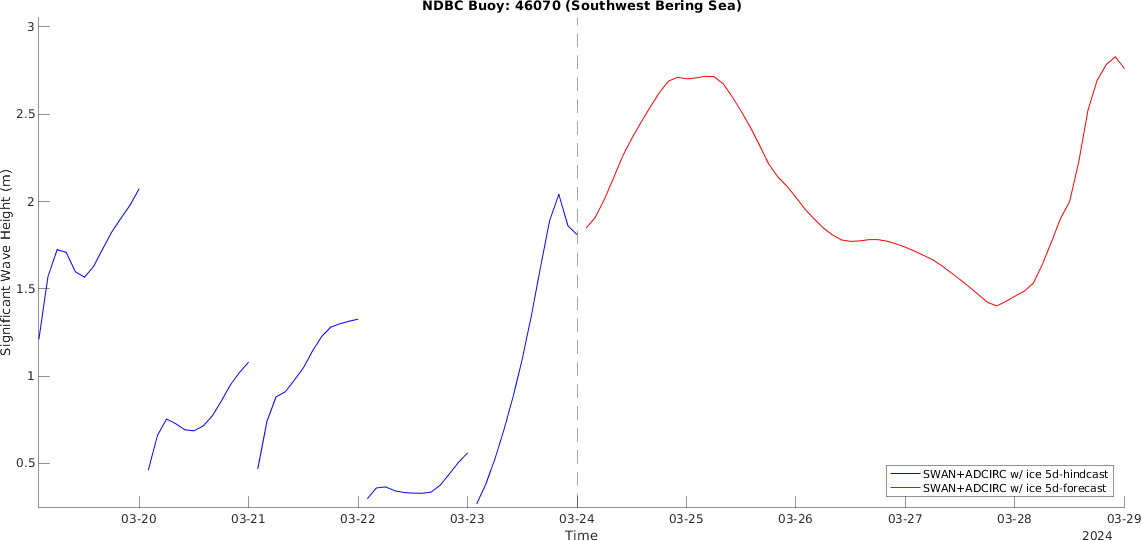 NDBC Buoy: 46070 (Southwest Bering Sea)
Significant Wave Height (m)
3
2.5
2
1.5
1
0.5
SWAN+ADCIRC w/ ice 5d-hindcast
SWAN+ADCIRC w/ ice 5d-forecast
03-20 03-21 03-22 03-23 03-24 03-25 03-26 03-27 03-28 03-29
Time
2024